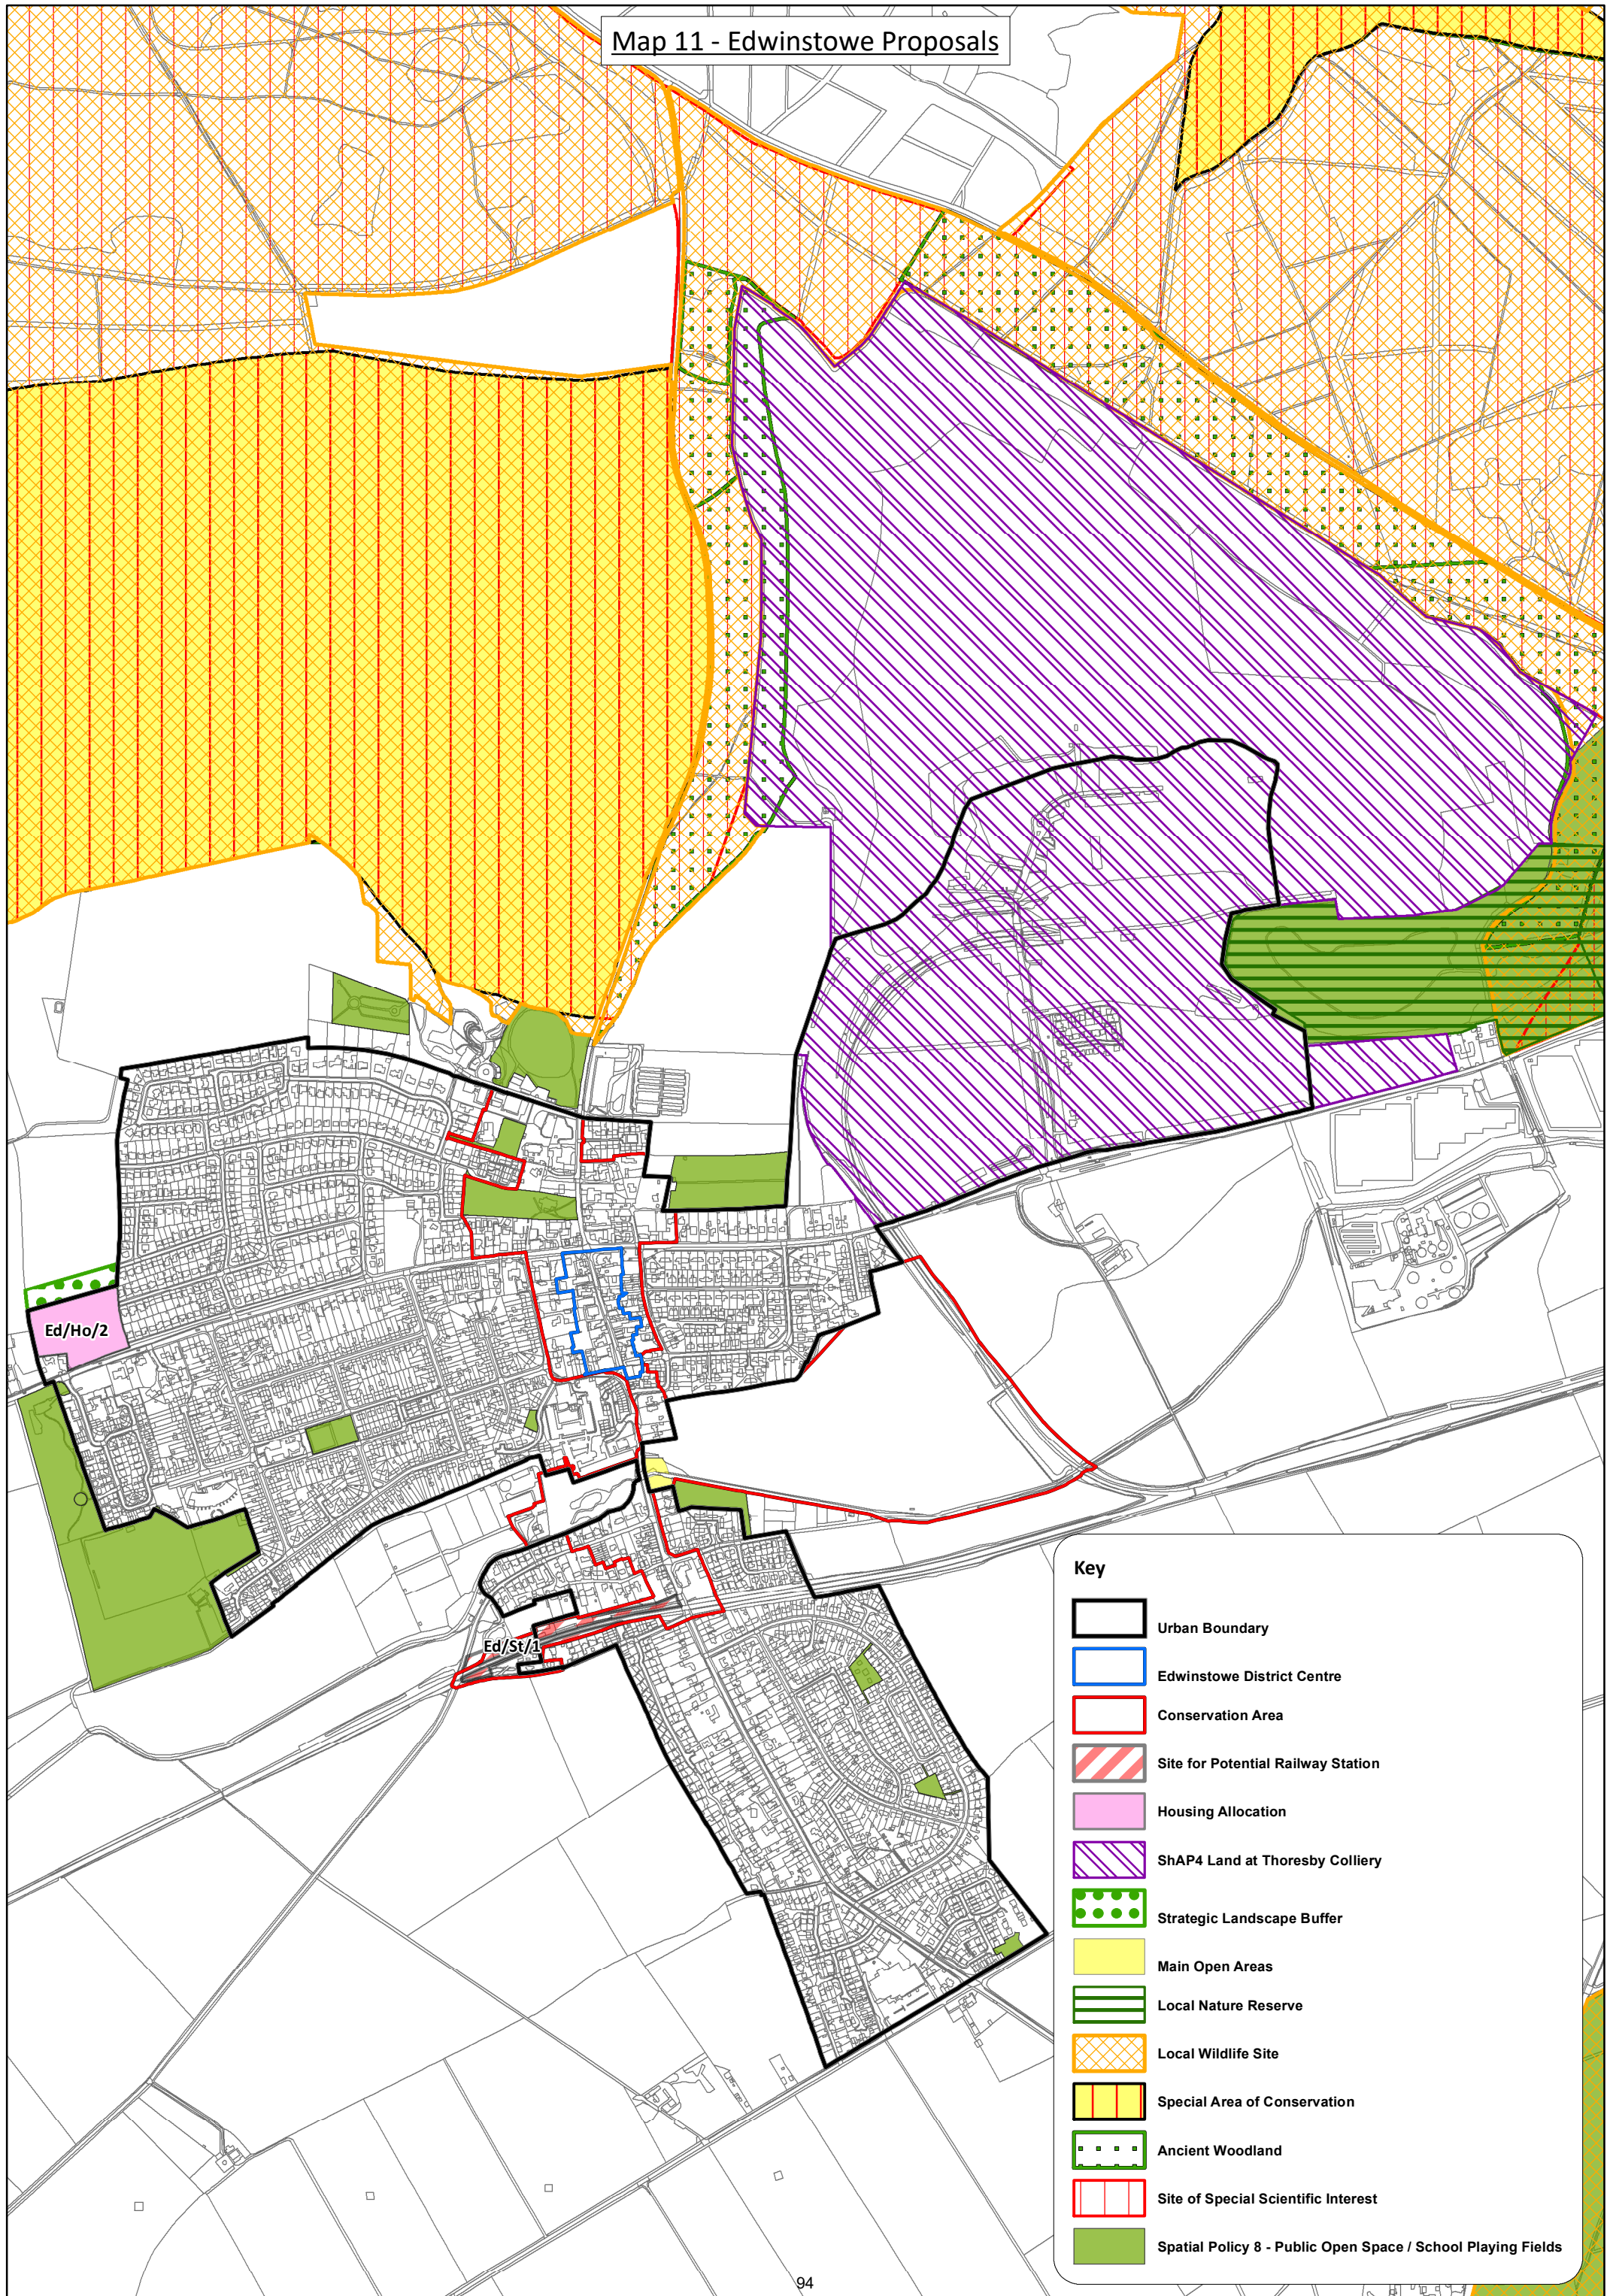 Map 11 - Edwinstowe Proposals
Ed/Ho/2
Ed/St/1
Key
Urban Boundary
Edwinstowe District Centre
Conservation Area
Site for Potential Railway Station
Housing Allocation
ShAP4 Land at Thoresby Colliery
Strategic Landscape Buffer
Main Open Areas
Local Nature Reserve
Local Wildlife Site
Special Area of Conservation
Ancient Woodland
Site of Special Scientific Interest
Spatial Policy 8 - Public Open Space / School Playing Fields
94